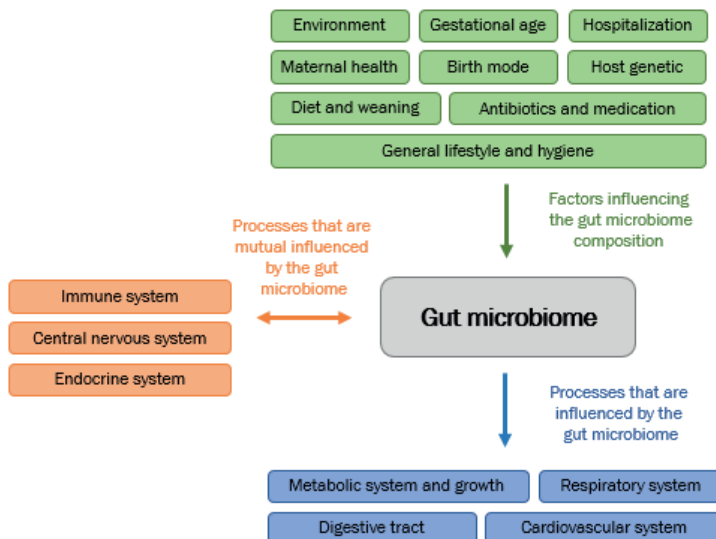 Environment
Gestational age
Hospitalization
Maternal health
Birth mode
Host genetic
Diet and weaning
Antibiotics and medication
General lifestyle and hygiene
Factors influencing
the gut microbiome
composition
Processes that are
mutual influenced
by the gut
microbiome
Immune system
Central nervous system
Endocrine system
Gut microbiome
Processes that are
influenced by the
gut microbiome
Metabolic system and growth
Respiratory system
Digestive tract
Cardiovascular system